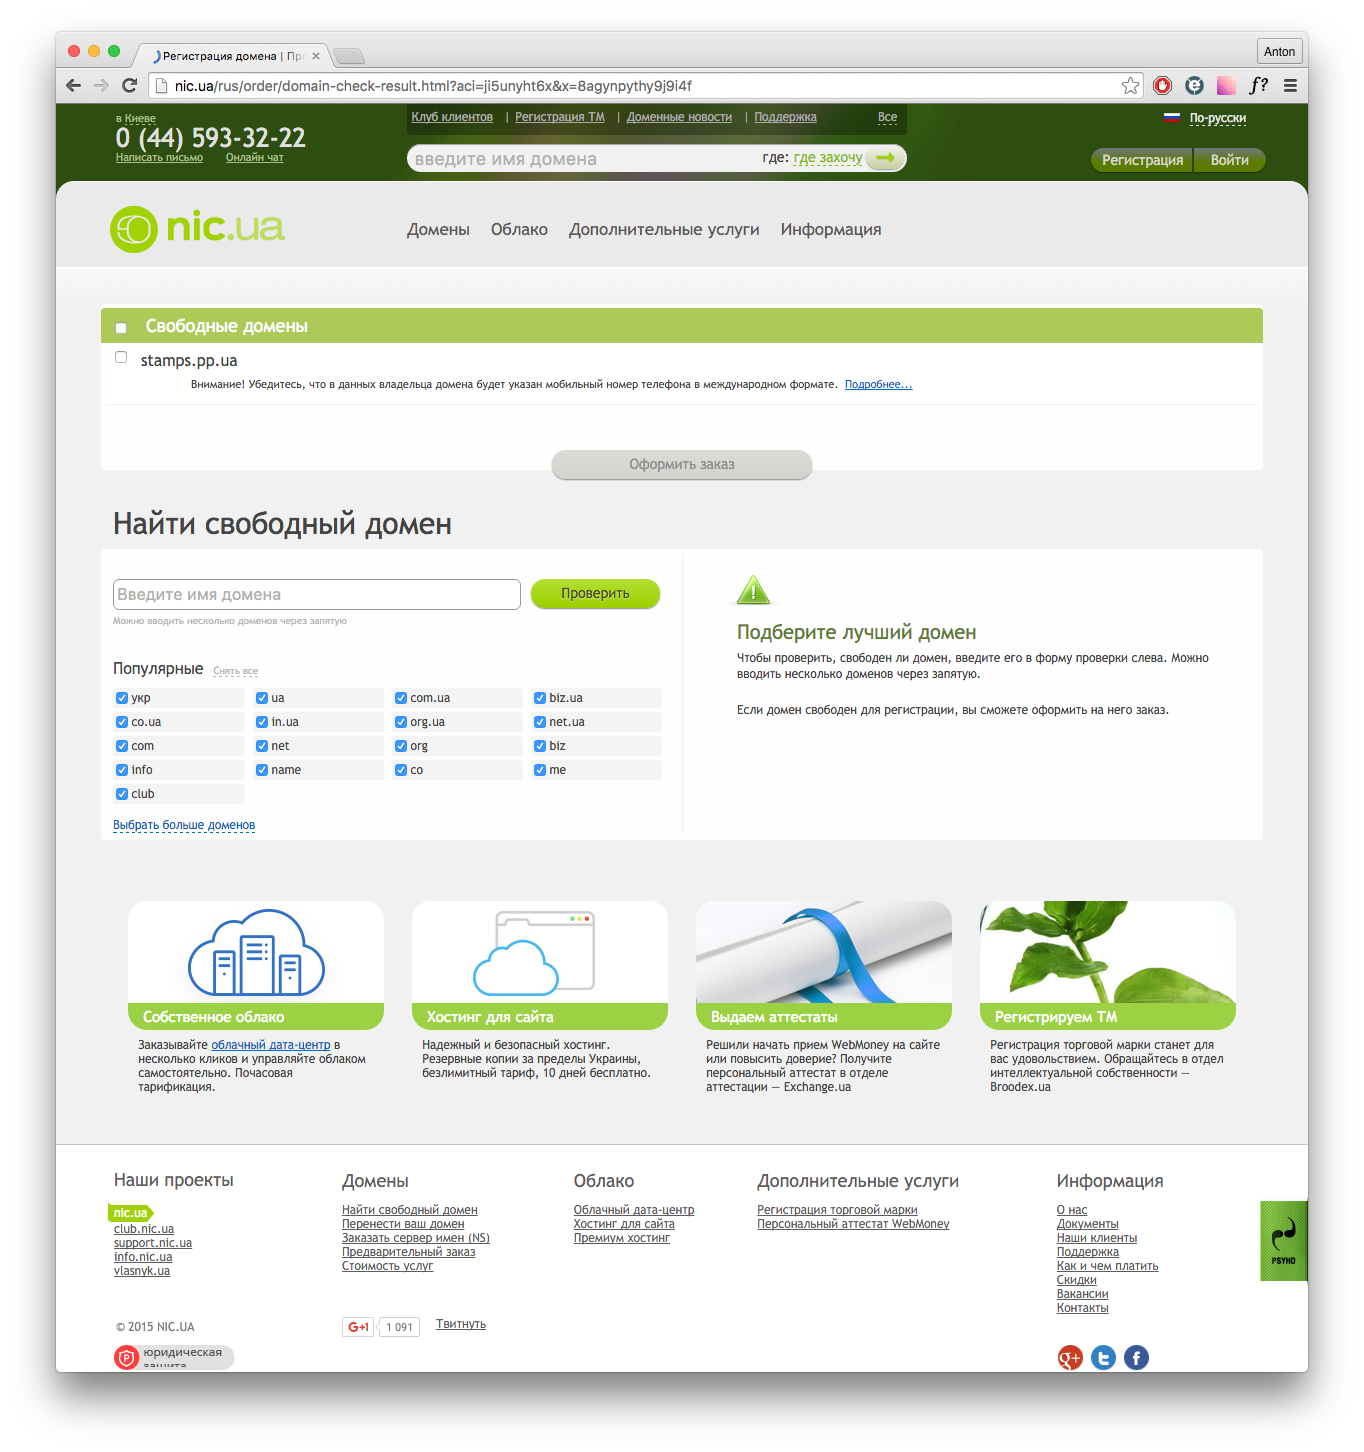 Регистрация домена | Про
Anton
nic.ua/rus/order/domain-check-result.html?aci=ji5unyht6x&x=8agynpythy9j9i4f
в Киеве
0 (44) 593-32-22
Написать письмо Онлайн чат
Клуб клиентов | Регистрация ТМ | Доменные новости | Поддержка Все
введите имя домена где: где захочу
По-русски
Регистрация Войти
nic.ua
Домены Облако Дополнительные услуги Информация
Свободные домены
stamps.pp.ua
Внимание! Убедитесь, что в данных владельца домена будет указан мобильный номер телефона в международном формате. Подробнее...
Оформить заказ
Найти свободный домен
Введите имя домена Проверить
Можно вводить несколько доменов через запятую
Популярные Снять все
укр ua com.ua biz.ua
co.ua in.ua org.ua net.ua
com net org biz
info name co me
club
Выбрать больше доменов
Подберите лучший домен
Чтобы проверить, свободен ли домен, введите его в форму проверки слева. Можно
вводить несколько доменов через запятую.
Если домен свободен для регистрации, вы сможете оформить на него заказ.
Собственное облако
Заказывайте облачный дата-центр в
несколько кликов и управляйте облаком
самостоятельно. Почасовая
тарификация.
Хостинг для сайта
Надежный и безопасный хостинг.
Резервные копии за пределы Украины,
безлимитный тариф, 10 дней бесплатно.
Выдаем аттестаты
Решили начать прием WebMoney на сайте
или повысить доверие? Получите
персональный аттестат в отделе
аттестации — Exchange.ua
Регистрируем ТМ
Регистрация торговой марки станет для
вас удовольствием. Обращайтесь в отдел
интеллектуальной собственности —
Broodex.ua
Наши проекты
nic.ua
club.nic.ua
support.nic.ua
info.nic.ua
vlasnyk.ua
Домены
Найти свободный домен
Перенести ваш домен
Заказать сервер имен (NS)
Предварительный заказ
Стоимость услуг
Облако
Облачный дата-центр
Хостинг для сайта
Премиум хостинг
Дополнительные услуги
Регистрация торговой марки
Персональный аттестат WebMoney
Информация
О нас
Документы
Наши клиенты
Поддержка
Как и чем платить
Скидки
Вакансии
Контакты
PSYHO
© 2015 NIC.UA
G+1 1 091 Твитнуть
юридическая
защита